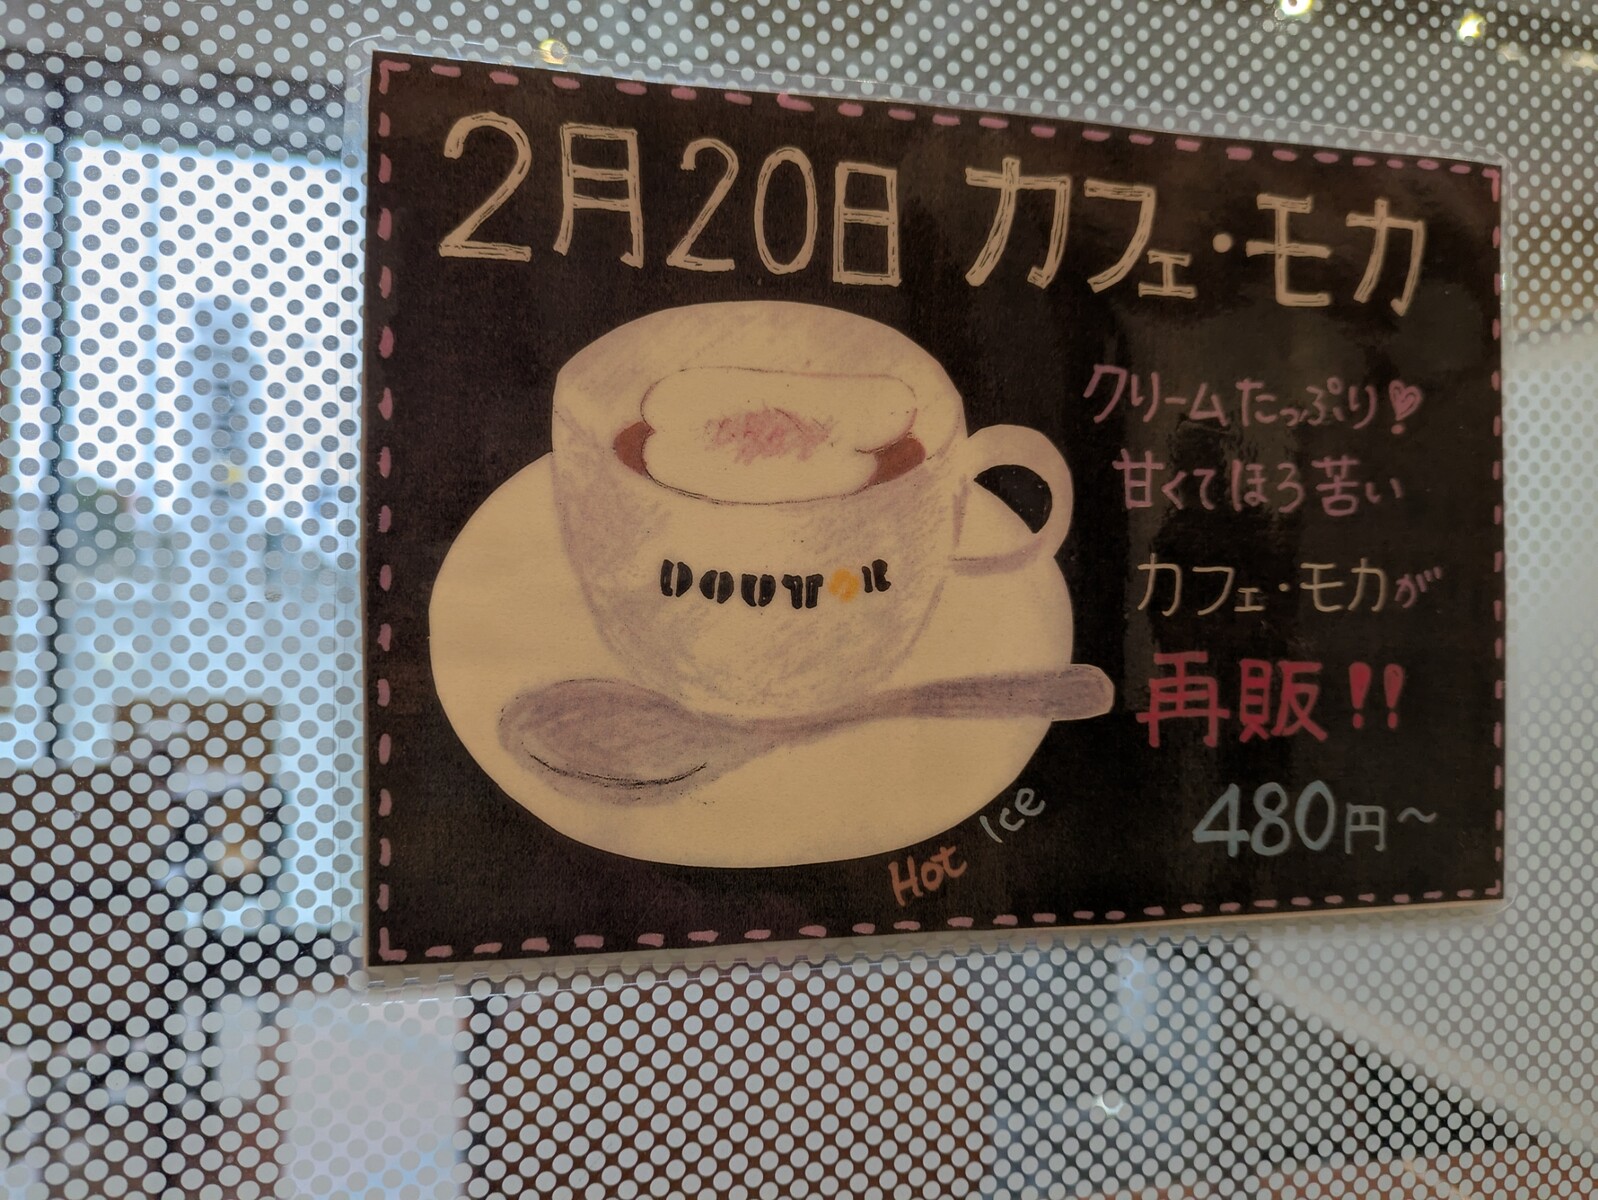 2月20日 カフェ・モカ
クリームたっぷり♡
甘くてほろ苦い
カフェ・モカが
再販!!
480円～
DOUTOR
Hot Ice